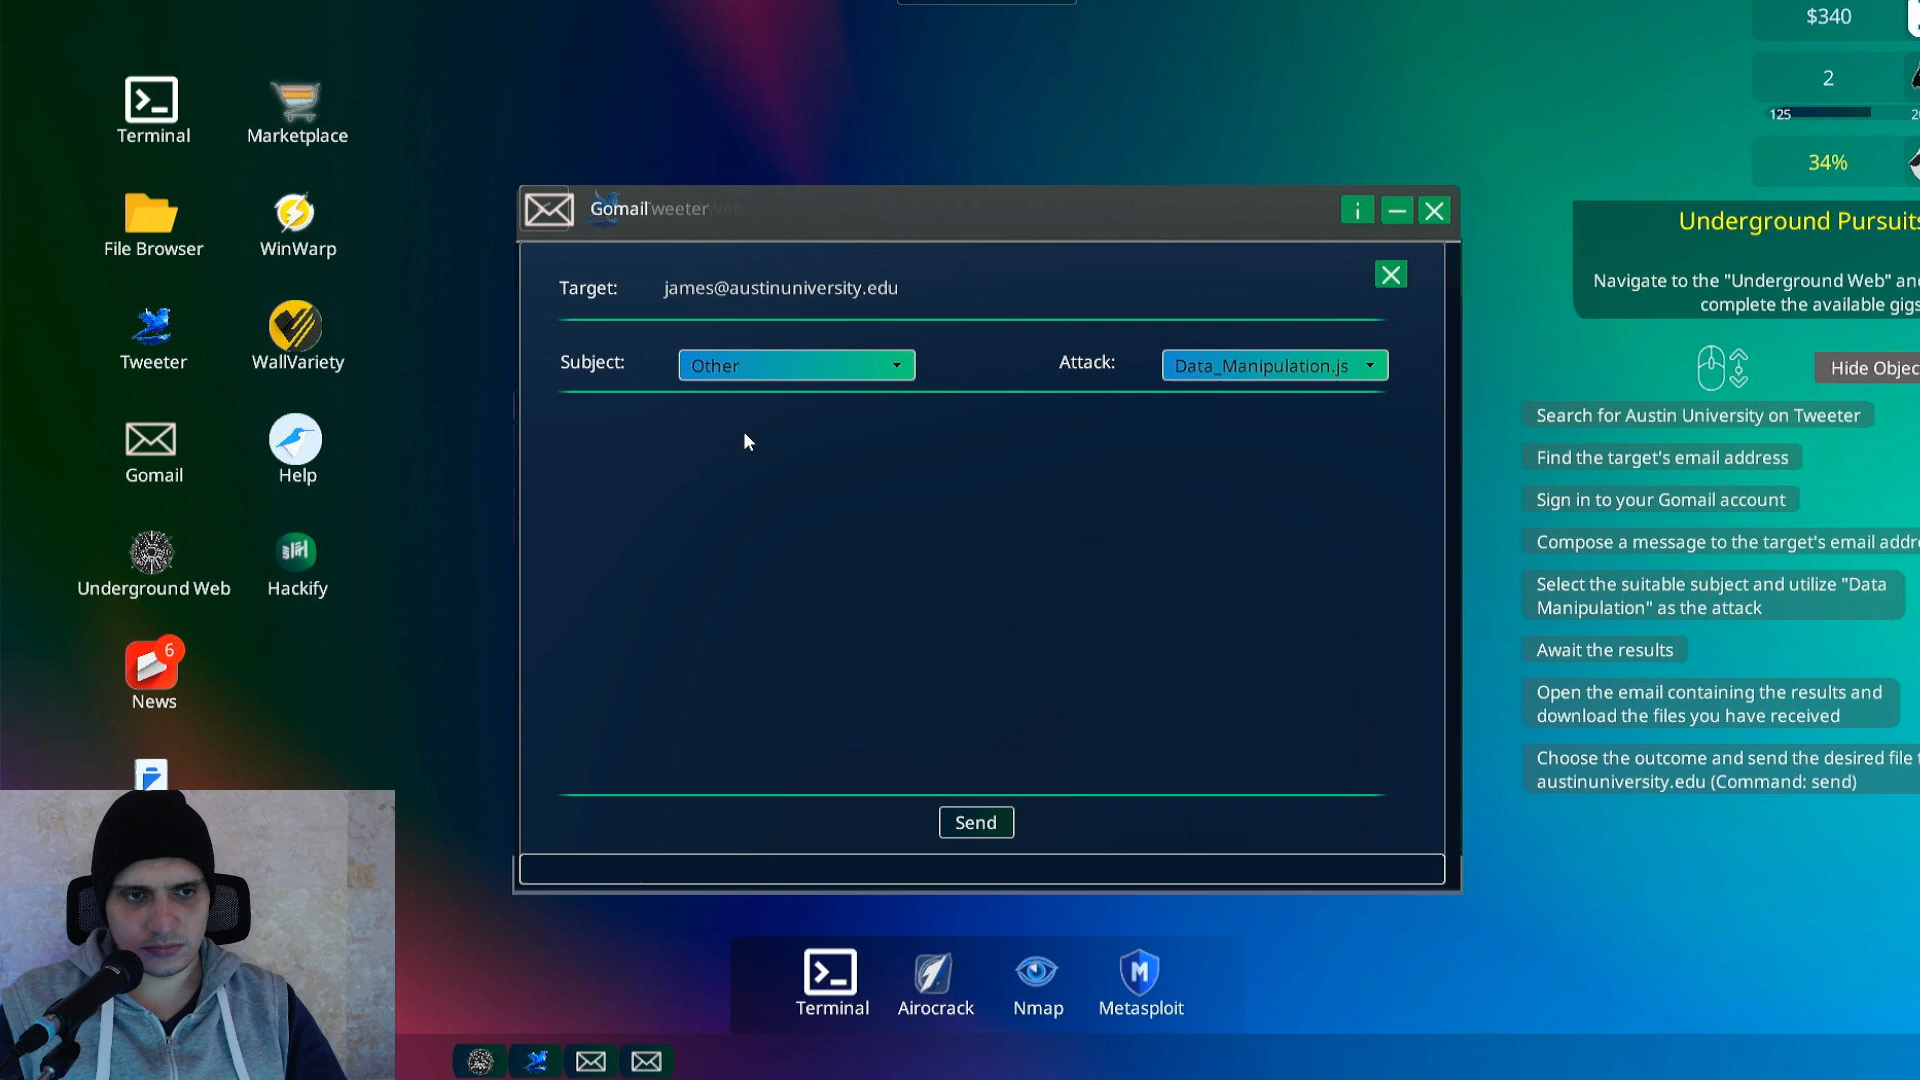 $340
2
125
34%
Terminal
Marketplace
File Browser
WinWarp
Tweeter
WallVariety
Gomail
Help
Underground Web
Hackify
6
News
Gomail
Target:
james@austinuniversity.edu
Subject:
Other
Attack:
Data_Manipulation.js
Send
Underground Pursuits
Navigate to the "Underground Web" and
complete the available gigs
Hide Objec
Search for Austin University on Tweeter
Find the target's email address
Sign in to your Gomail account
Compose a message to the target's email addre
Select the suitable subject and utilize "Data
Manipulation" as the attack
Await the results
Open the email containing the results and
download the files you have received
Choose the outcome and send the desired file t
austinuniversity.edu (Command: send)
Terminal
Airocrack
Nmap
M
Metasploit